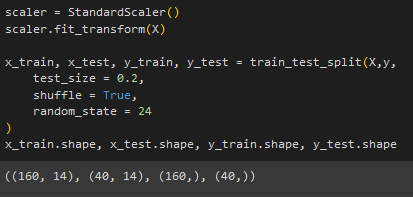 scaler = StandardScaler()
scaler.fit_transform(X)
x_train, x_test, y_train, y_test = train_test_split(X,y,
test_size = 0.2,
shuffle = True,
random_state = 24
)
x_train.shape, x_test.shape, y_train.shape, y_test.shape
((160, 14), (40, 14), (160,), (40,))